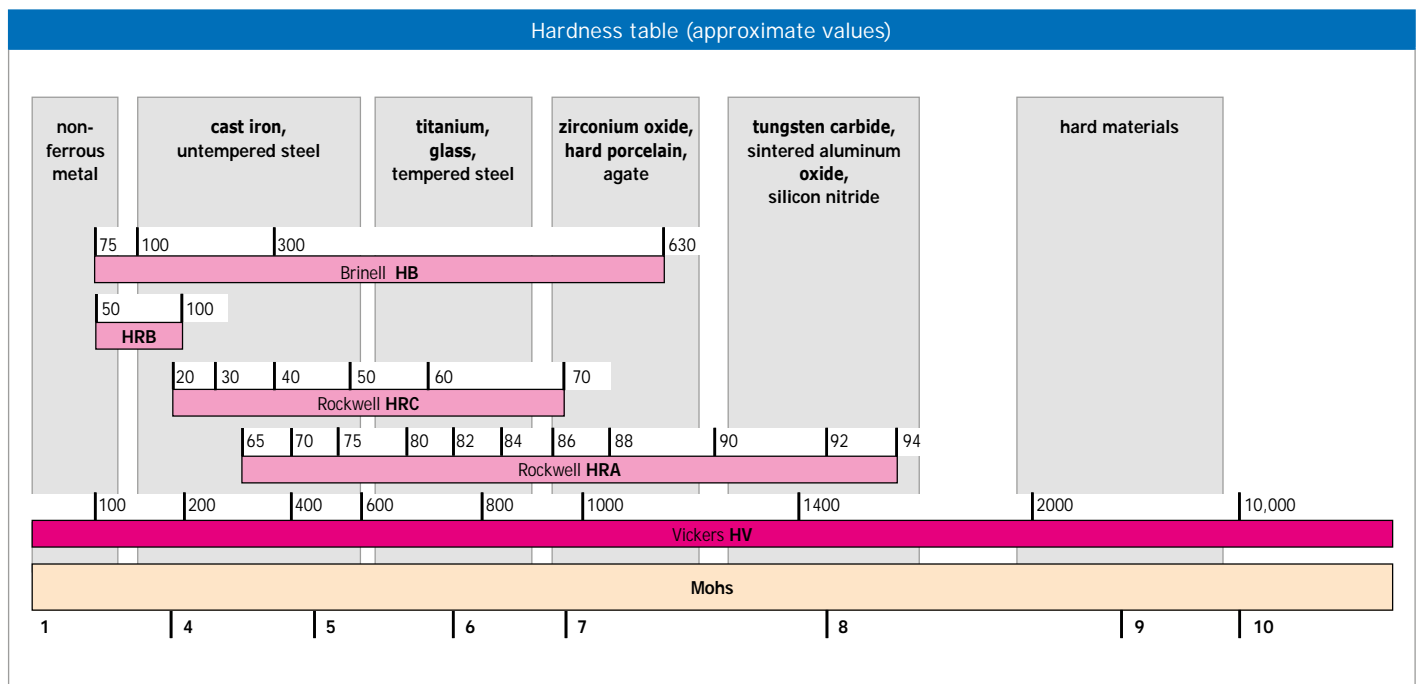 Hardness table (approximate values)
non-
ferrous
metal
cast iron,
untempered steel
titanium,
glass,
tempered steel
zirconium oxide,
hard porcelain,
agate
tungsten carbide,
sintered aluminum
oxide,
silicon nitride
hard materials
75 100 300 630
Brinell HB
50 100
HRB
20 30 40 50 60 70
Rockwell HRC
65 70 75 80 82 84 86 88 90 92 94
Rockwell HRA
100 200 400 600 800 1000 1400 2000 10,000
Vickers HV
Mohs
1 4 5 6 7 8 9 10